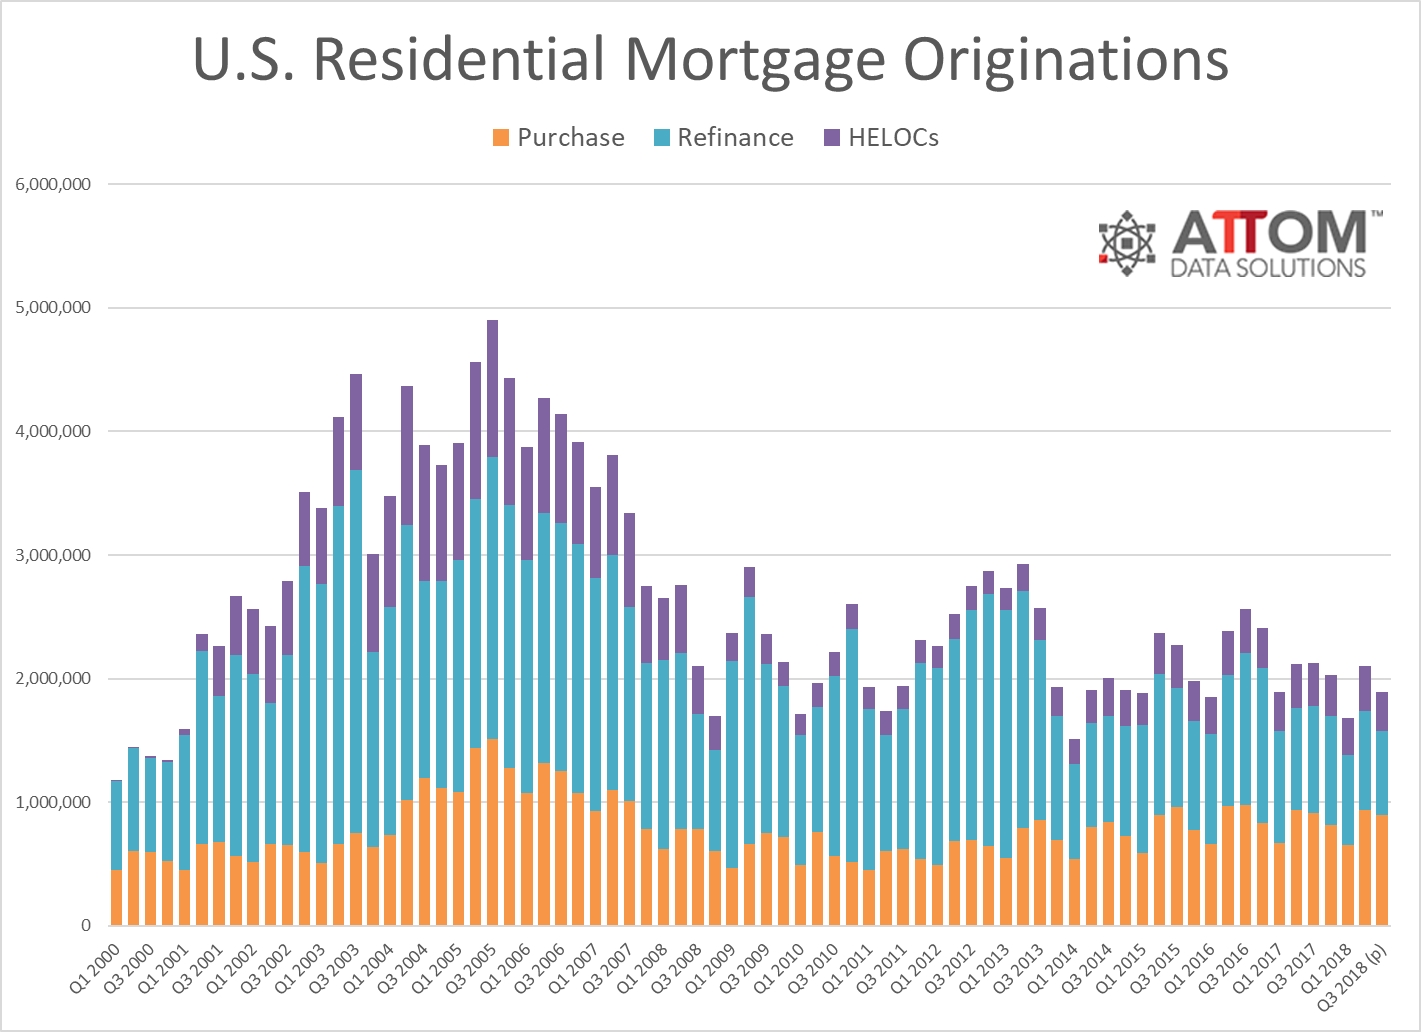 U.S. Residential Mortgage Originations
Purchase Refinance HELOCs
6,000,000
ATTOM™
DATA SOLUTIONS
5,000,000
4,000,000
3,000,000
2,000,000
1,000,000
0
Q1 2000
Q3 2000
Q1 2001
Q3 2001
Q1 2002
Q3 2002
Q1 2003
Q3 2003
Q1 2004
Q3 2004
Q1 2005
Q3 2005
Q1 2006
Q3 2006
Q1 2007
Q3 2007
Q1 2008
Q3 2008
Q1 2009
Q3 2009
Q1 2010
Q3 2010
Q1 2011
Q3 2011
Q1 2012
Q3 2012
Q1 2013
Q3 2013
Q1 2014
Q3 2014
Q1 2015
Q3 2015
Q1 2016
Q3 2016
Q1 2017
Q3 2017
Q1 2018
Q3 2018 (p)